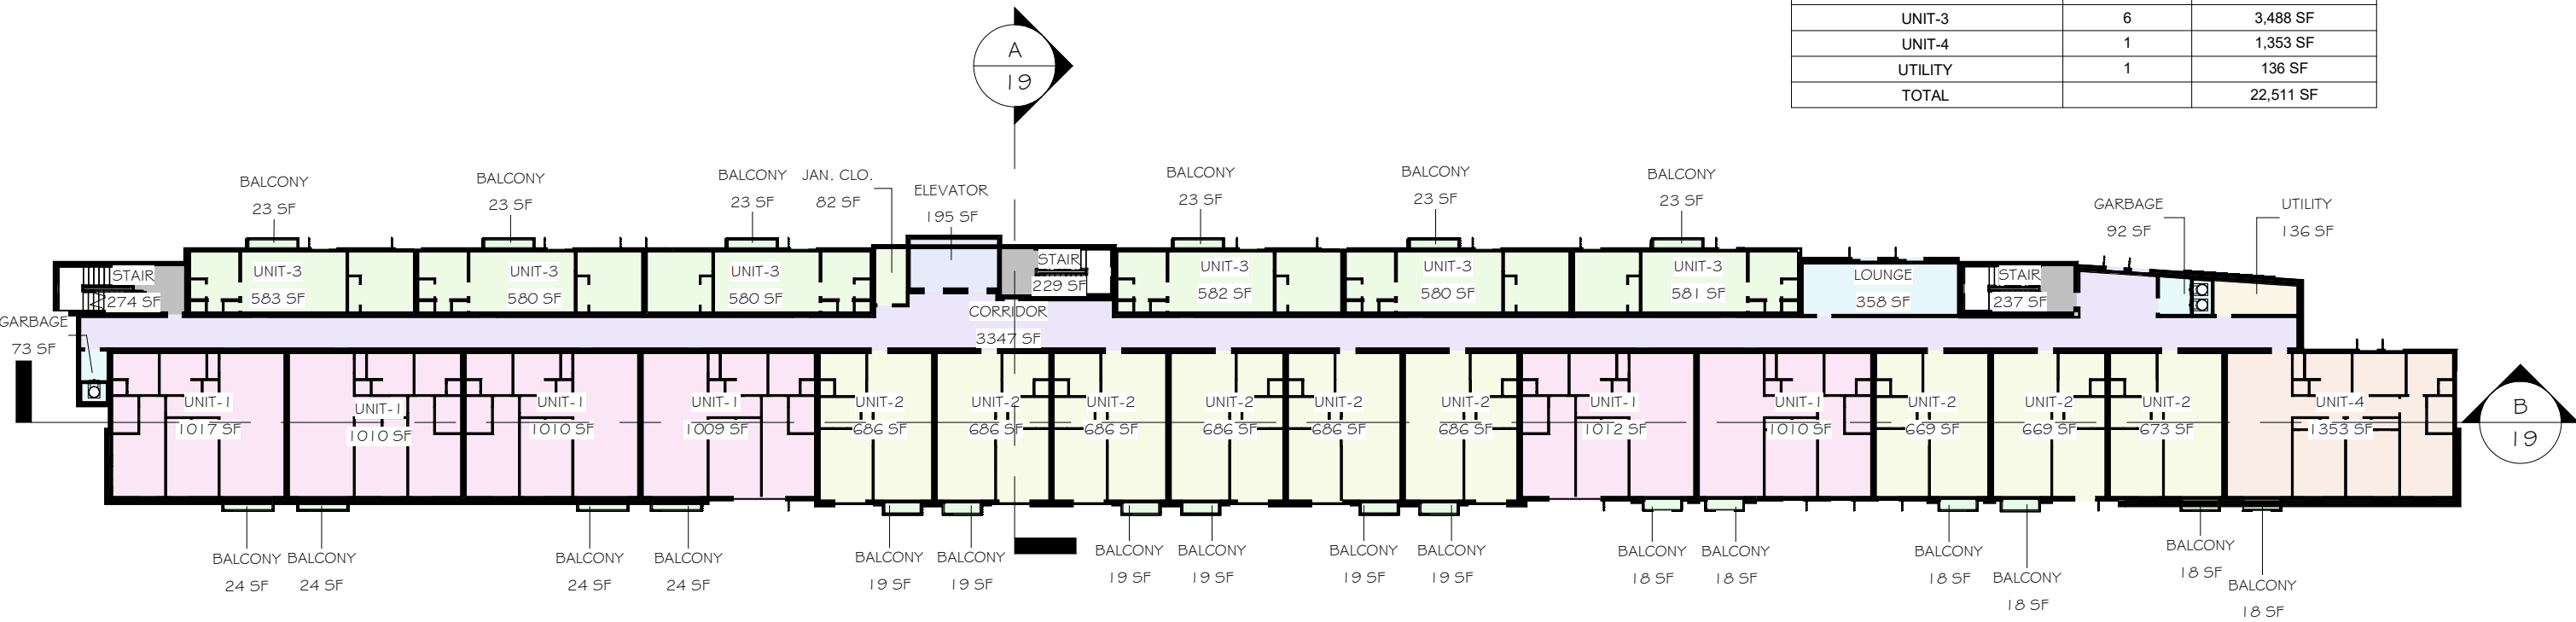 UNIT-3 6 3,488 SF
UNIT-4 1 1,353 SF
UTILITY 1 136 SF
TOTAL 22,511 SF
A
19
BALCONY
23 SF
BALCONY
23 SF
BALCONY
23 SF
JAN. CLO.
82 SF
ELEVATOR
195 SF
BALCONY
23 SF
BALCONY
23 SF
BALCONY
23 SF
GARBAGE
92 SF
UTILITY
136 SF
STAIR
274 SF
UNIT-3
583 SF
UNIT-3
580 SF
UNIT-3
580 SF
STAIR
229 SF
UNIT-3
582 SF
UNIT-3
580 SF
UNIT-3
581 SF
LOUNGE
358 SF
STAIR
237 SF
GARBAGE
73 SF
CORRIDOR
3347 SF
UNIT-1
1017 SF
UNIT-1
1010 SF
UNIT-1
1010 SF
UNIT-1
1009 SF
UNIT-2
686 SF
UNIT-2
686 SF
UNIT-2
686 SF
UNIT-2
686 SF
UNIT-2
686 SF
UNIT-2
686 SF
UNIT-1
1012 SF
UNIT-1
1010 SF
UNIT-2
669 SF
UNIT-2
669 SF
UNIT-2
673 SF
UNIT-4
1353 SF
B
19
BALCONY
24 SF
BALCONY
24 SF
BALCONY
24 SF
BALCONY
24 SF
BALCONY
19 SF
BALCONY
19 SF
BALCONY
19 SF
BALCONY
19 SF
BALCONY
19 SF
BALCONY
19 SF
BALCONY
18 SF
BALCONY
18 SF
BALCONY
18 SF
BALCONY
18 SF
BALCONY
18 SF
BALCONY
18 SF